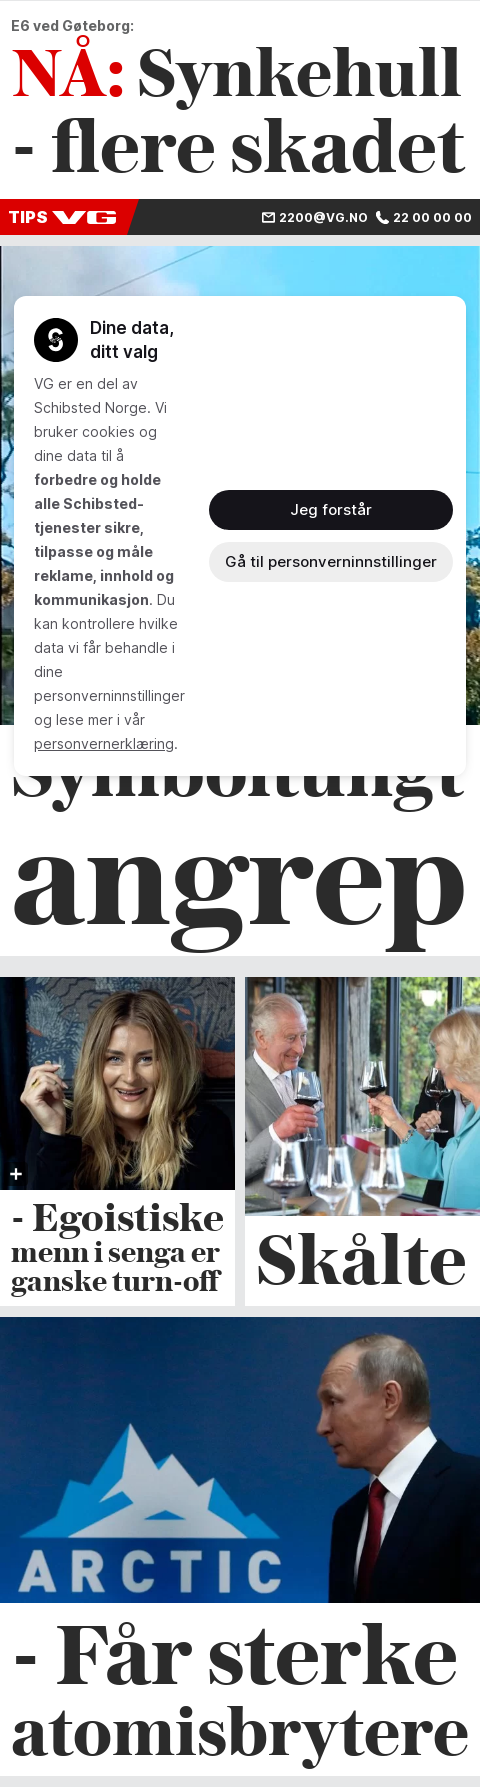 E6 ved Gøteborg:
NÅ: Synkehull
- flere skadet
TIPS VG
2200@VG.NO 22 00 00 00
Dine data,
ditt valg
VG er en del av
Schibsted Norge. Vi
bruker cookies og
dine data til å
forbedre og holde
alle Schibsted-
tjenester sikre,
tilpasse og måle
reklame, innhold og
kommunikasjon. Du
kan kontrollere hvilke
data vi får behandle i
dine
personverninnstillinger
og lese mer i vår
personvernerklæring.
Jeg forstår
Gå til personverninnstillinger
Symboltungt
angrep
- Egoistiske
menn i senga er
ganske turn-off
Skålte
ARCTIC
- Får sterke
atomisbrytere